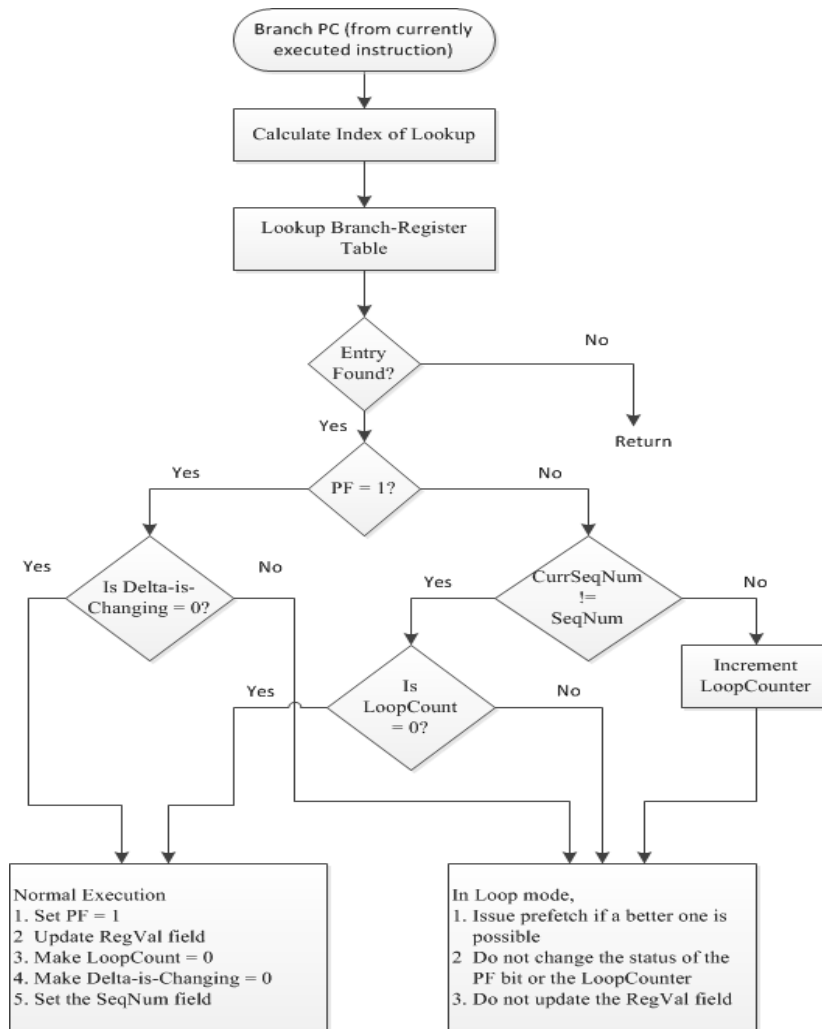 Branch PC (from currently
executed instruction)
Calculate Index of Lookup
Lookup Branch-Register
Table
Entry
Found?
No
Return
Yes
PF = 1?
Yes
No
Is Delta-is-
Changing = 0?
Yes
No
CurrSeqNum
!=
SeqNum
Yes
No
Increment
LoopCounter
Is
LoopCount
= 0?
Yes
No
Normal Execution
1. Set PF = 1
2 Update RegVal field
3. Make LoopCount = 0
4. Make Delta-is-Changing = 0
5. Set the SeqNum field
In Loop mode,
1. Issue prefetch if a better one is
possible
2 Do not change the status of the
PF bit or the LoopCounter
3. Do not update the RegVal field